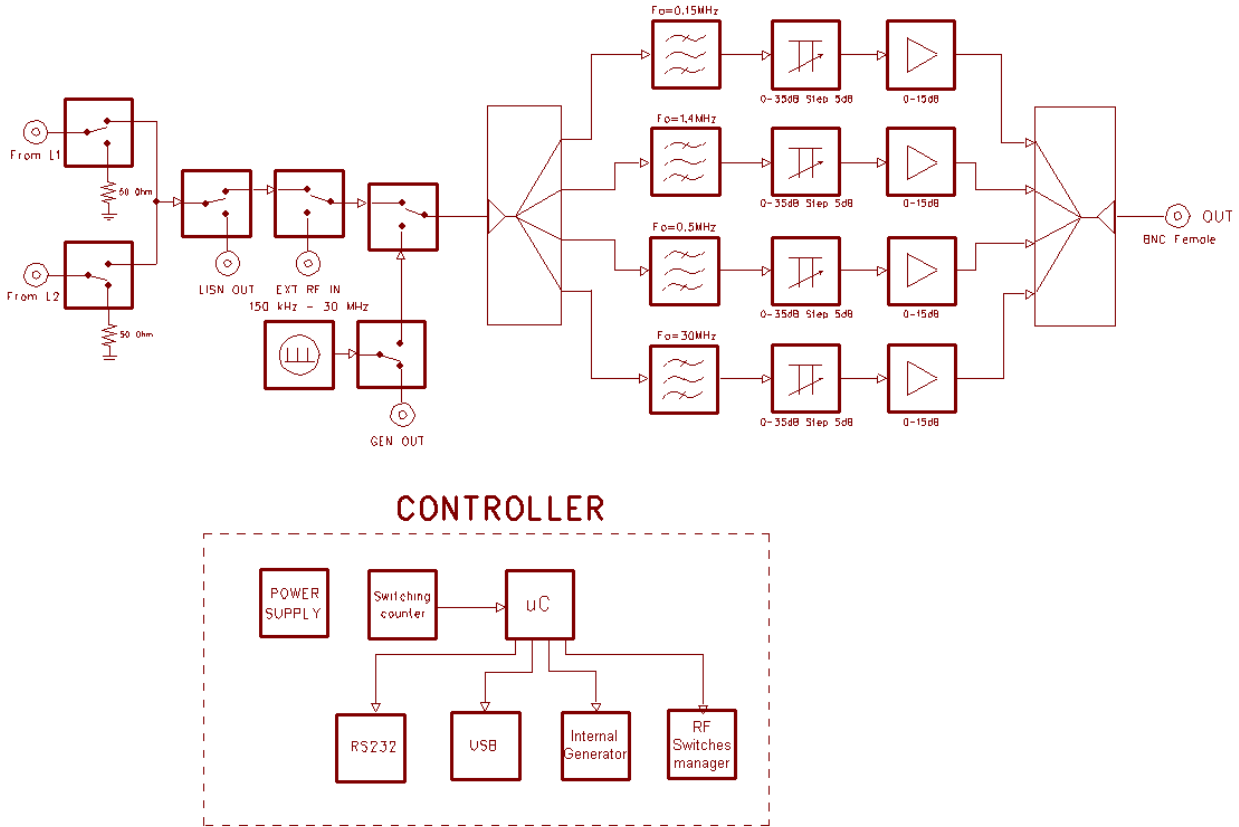 Fo=0.15MHz
0-35dB Step 5dB
0-15dB
From L1
50 Ohm
Fo=1.4MHz
0-35dB Step 5dB
0-15dB
OUT
BNC Female
From L2
50 Ohm
LISN OUT
EXT RF IN
150 kHz - 30 MHz
Fo=0.5MHz
0-35dB Step 5dB
0-15dB
Fo=30MHz
0-35dB Step 5dB
0-15dB
GEN OUT
CONTROLLER
POWER
SUPPLY
Switching
counter
uC
RS232
USB
Internal
Generator
RF
Switches
manager